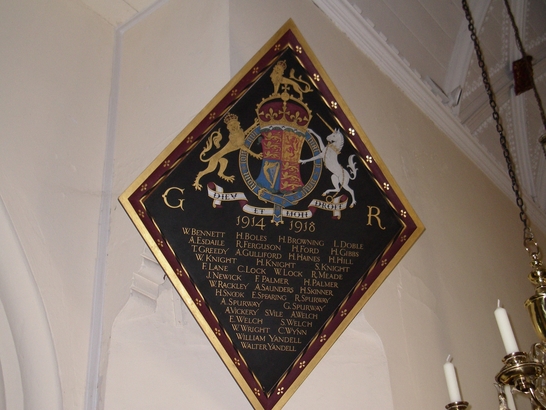 DIEV ET MON DROIT
G R
1914 1918
W.BENNETT H.BOLES H.BROWNING L.DOBLE
A.ESDAILE R.FERGUSON H.FORD H.GIBBS
T.GREEDY A.GUILFORD H.HAINES H.HILL
W.KNIGHT H.KNIGHT S.KNIGHT
F.LANE C.LOCK W.LOCK R.MEADE
J.NEWICK F.PALMER H.PALMER
W.RACKLEY A.SAUNDERS H.SKINNER
H.SNOOK E.SPEARING R.SPURWAY
A.SPURWAY G.SPURWAY
A.VICKERY S.VILE A.WELCH
E.WELCH S.WELCH
W.WRIGHT C.WYNN
WILLIAM YANDELL
WALTER.YANDELL